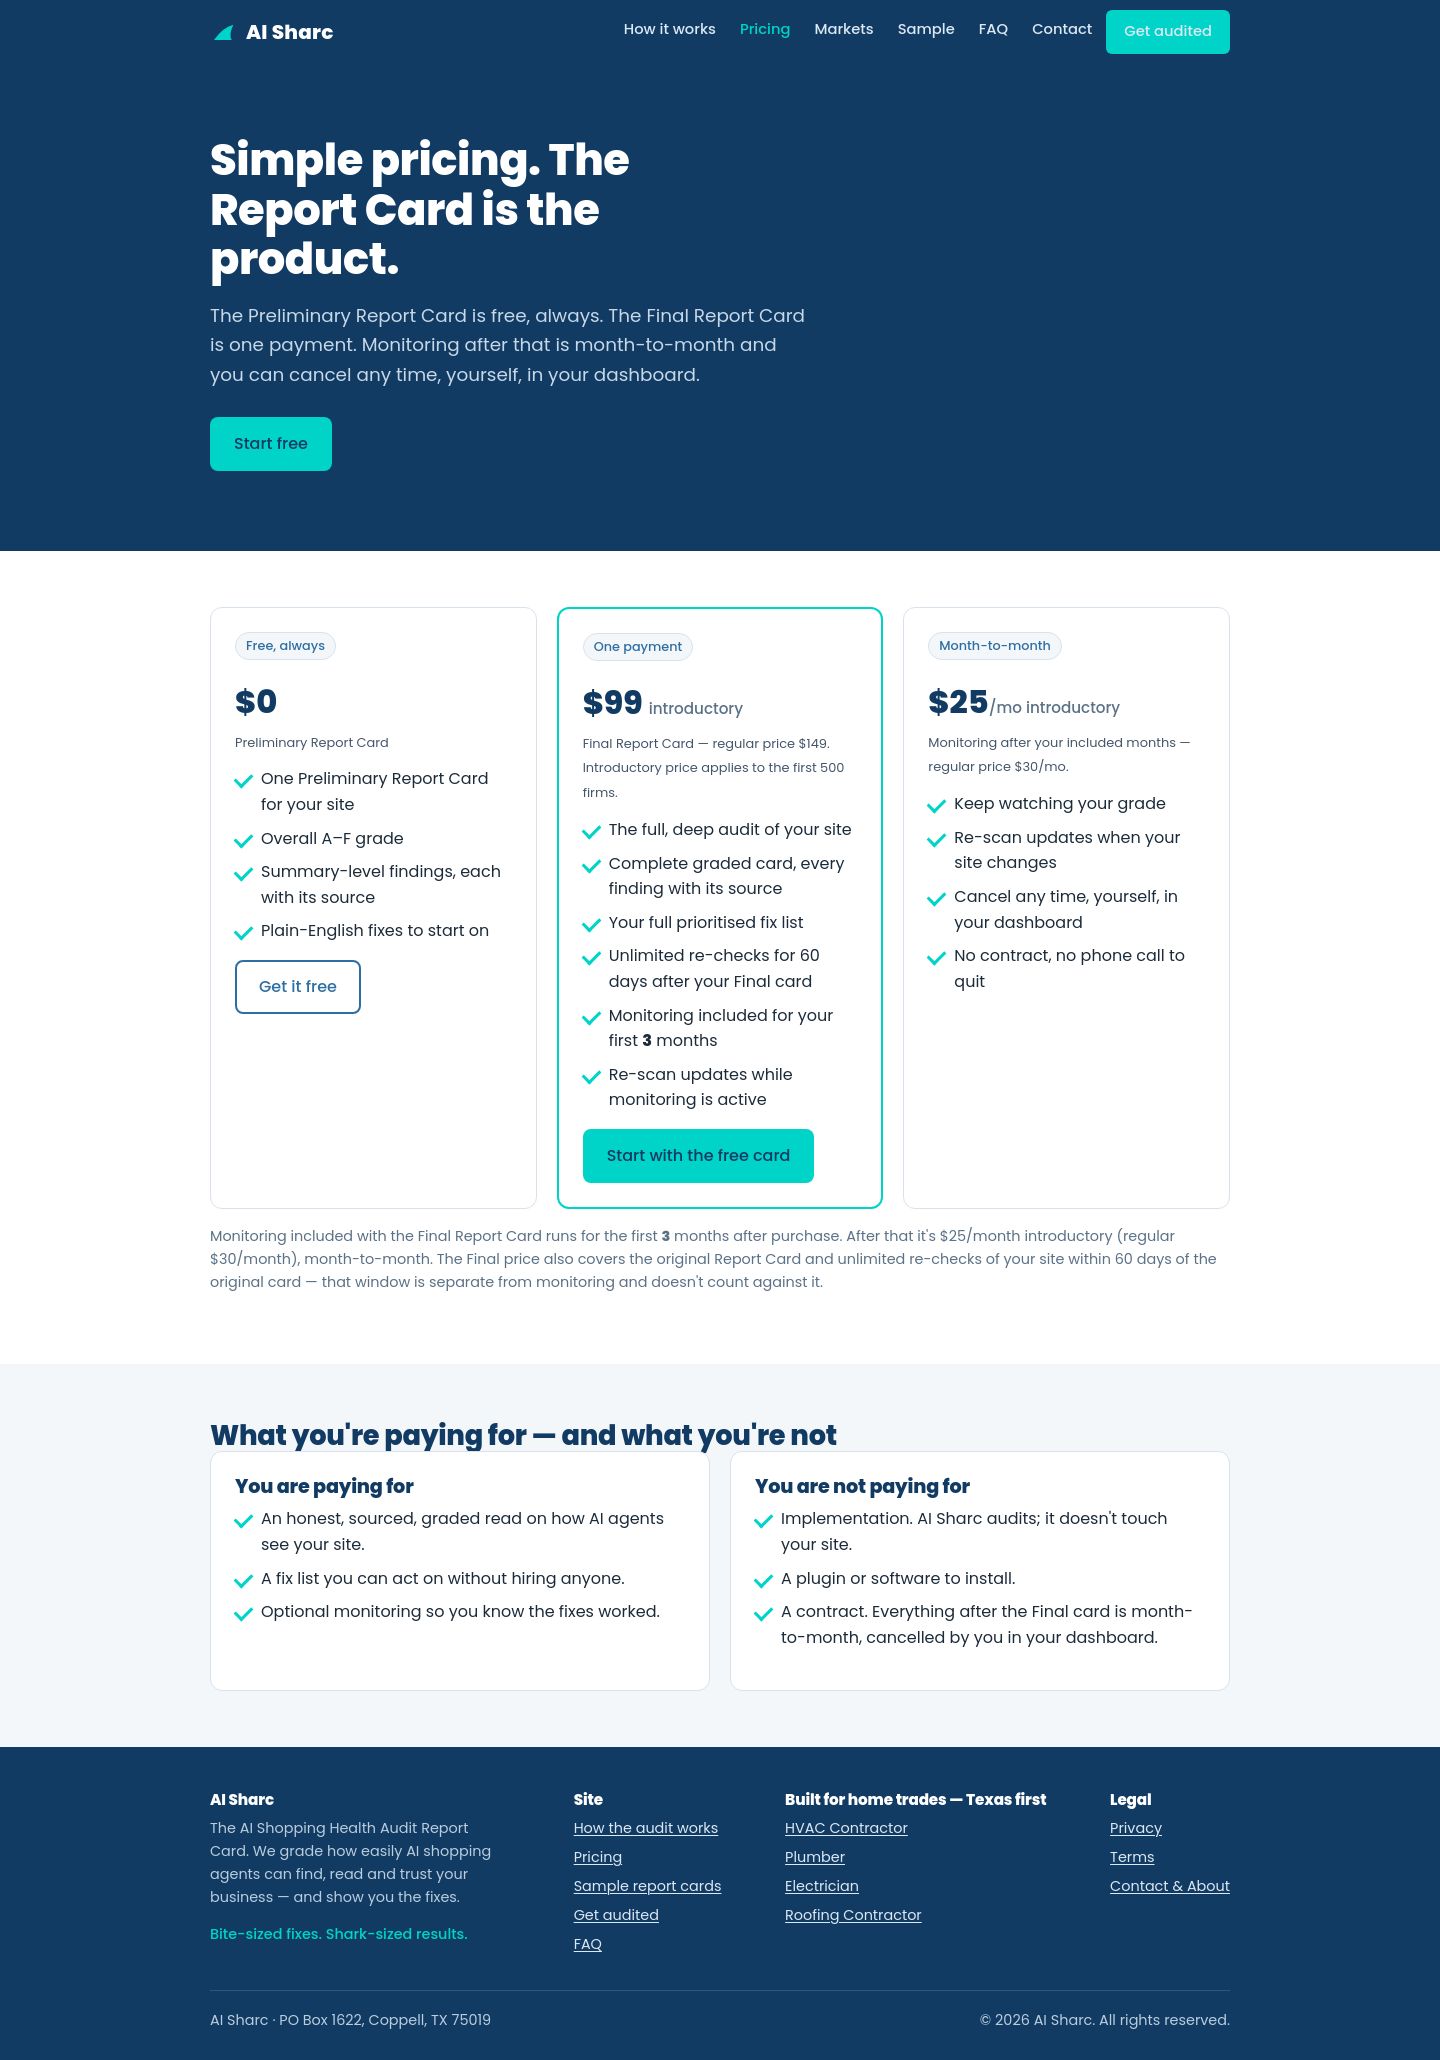 AI Sharc
How it works
Pricing
Markets
Sample
FAQ
Contact
Get audited
Simple pricing. The
Report Card is the
product.
The Preliminary Report Card is free, always. The Final Report Card
is one payment. Monitoring after that is month-to-month and
you can cancel any time, yourself, in your dashboard.
Start free
Free, always
$0
Preliminary Report Card
One Preliminary Report Card
for your site
Overall A–F grade
Summary-level findings, each
with its source
Plain-English fixes to start on
Get it free
One payment
$99 introductory
Final Report Card — regular price $149.
Introductory price applies to the first 500
firms.
The full, deep audit of your site
Complete graded card, every
finding with its source
Your full prioritised fix list
Unlimited re-checks for 60
days after your Final card
Monitoring included for your
first 3 months
Re-scan updates while
monitoring is active
Start with the free card
Month-to-month
$25/mo introductory
Monitoring after your included months —
regular price $30/mo.
Keep watching your grade
Re-scan updates when your
site changes
Cancel any time, yourself, in
your dashboard
No contract, no phone call to
quit
Monitoring included with the Final Report Card runs for the first 3 months after purchase. After that it's $25/month introductory (regular
$30/month), month-to-month. The Final price also covers the original Report Card and unlimited re-checks of your site within 60 days of the
original card — that window is separate from monitoring and doesn't count against it.
What you're paying for — and what you're not
You are paying for
An honest, sourced, graded read on how AI agents
see your site.
A fix list you can act on without hiring anyone.
Optional monitoring so you know the fixes worked.
You are not paying for
Implementation. AI Sharc audits; it doesn't touch
your site.
A plugin or software to install.
A contract. Everything after the Final card is month-
to-month, cancelled by you in your dashboard.
AI Sharc
The AI Shopping Health Audit Report
Card. We grade how easily AI shopping
agents can find, read and trust your
business — and show you the fixes.
Bite-sized fixes. Shark-sized results.
Site
How the audit works
Pricing
Sample report cards
Get audited
FAQ
Built for home trades — Texas first
HVAC Contractor
Plumber
Electrician
Roofing Contractor
Legal
Privacy
Terms
Contact & About
AI Sharc · PO Box 1622, Coppell, TX 75019
© 2026 AI Sharc. All rights reserved.